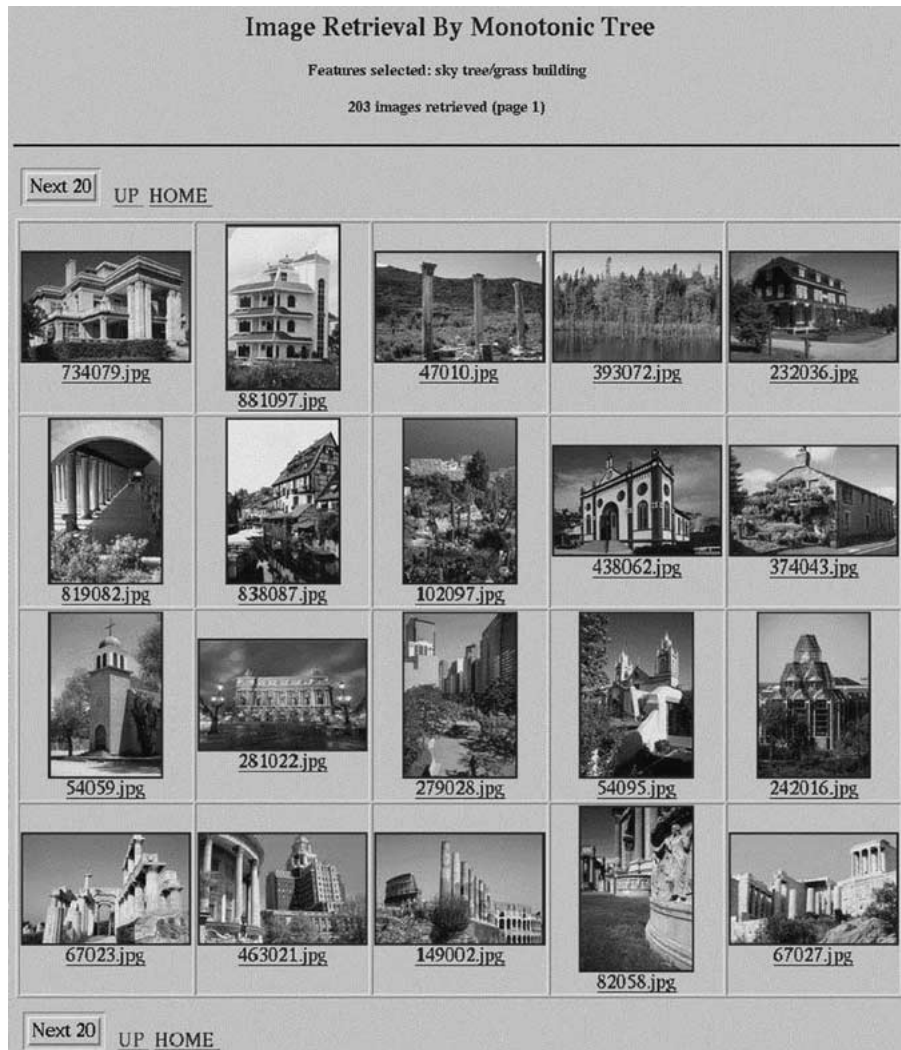 Image Retrieval By Monotonic Tree
Features selected: sky tree/grass building
203 images retrieved (page 1)
Next 20 UP HOME
734079.jpg 881097.jpg 47010.jpg 393072.jpg 232036.jpg
819082.jpg 838087.jpg 102097.jpg 438062.jpg 374043.jpg
54059.jpg 281022.jpg 279028.jpg 54095.jpg 242016.jpg
67023.jpg 463021.jpg 149002.jpg 82058.jpg 67027.jpg
Next 20 UP HOME